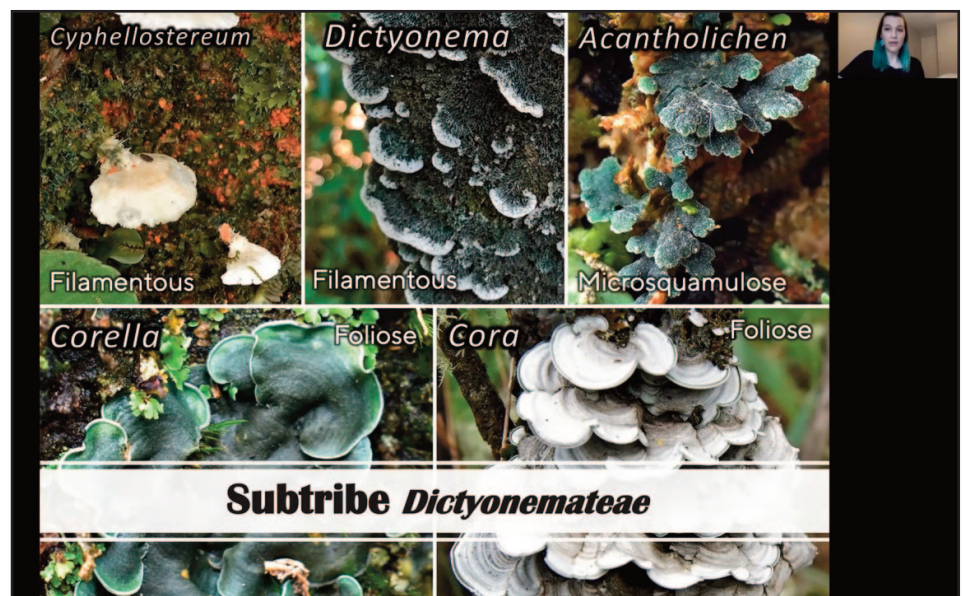 Cyphellostereum
Dictyonema
Acantholichen
Filamentous
Filamentous
Microsquamulose
Corella
Foliose
Cora
Foliose
Subtribe Dictyonemateae